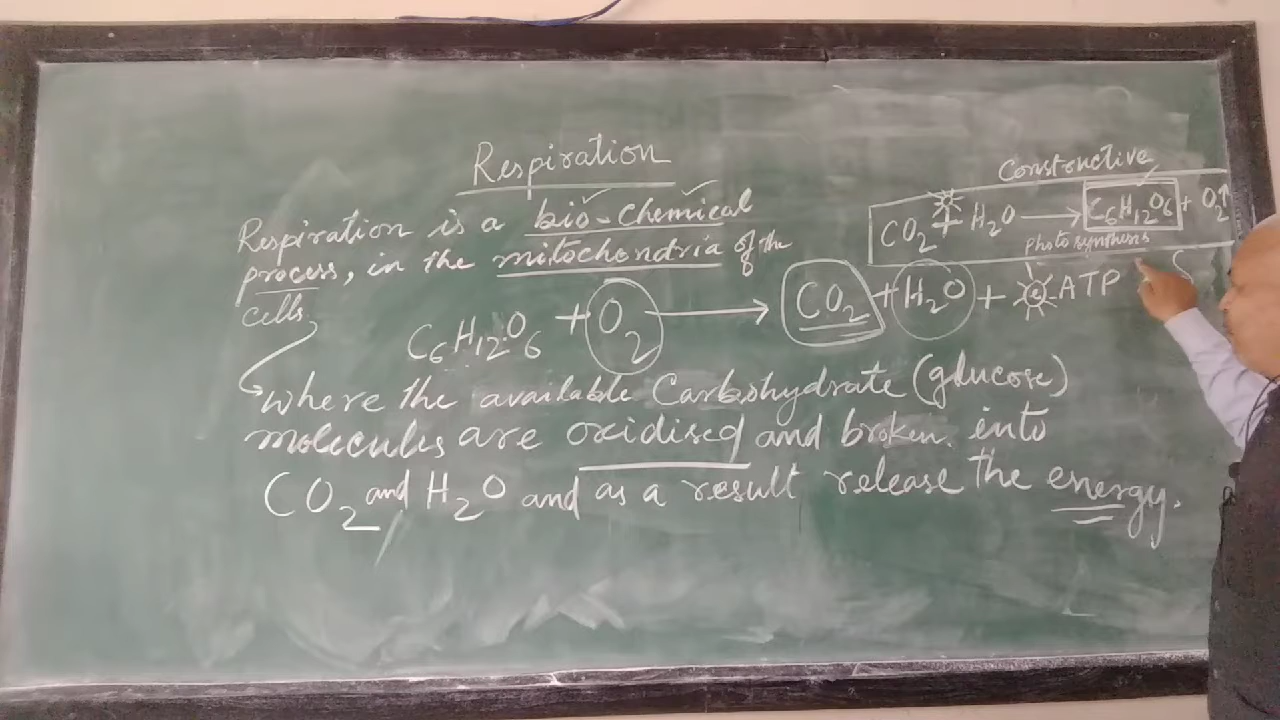 Respiration
Constructive
CO₂ + H₂O → C₆H₁₂O₆ + O₂↑
Photosynthesis
Respiration is a bio-chemical
process, in the mitochondria of the
cells.
C₆H₁₂O₆ + O₂ → CO₂ + H₂O + ATP
where the available Carbohydrate (glucose)
molecules are oxidised and broken into
CO₂ and H₂O and as a result release the energy.